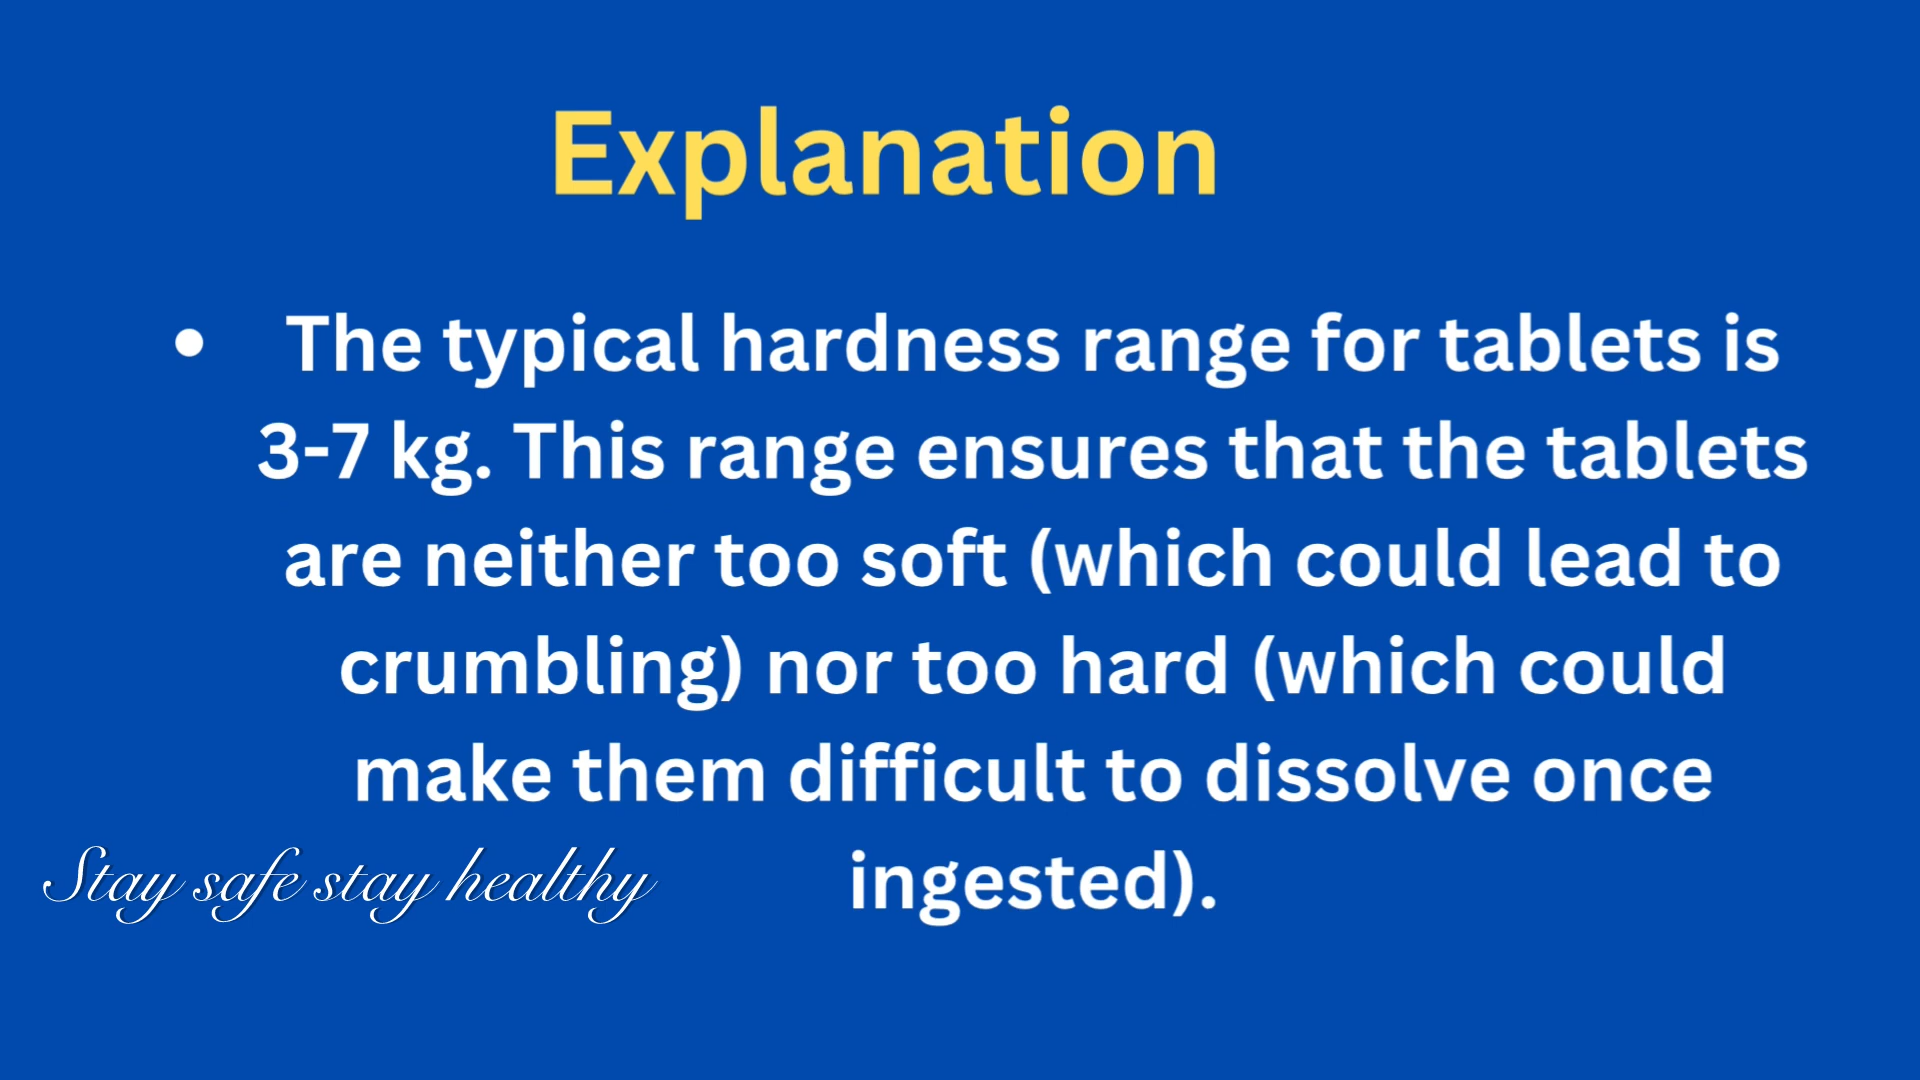 Explanation
• The typical hardness range for tablets is
3-7 kg. This range ensures that the tablets
are neither too soft (which could lead to
crumbling) nor too hard (which could
make them difficult to dissolve once
ingested).
Stay safe stay healthy